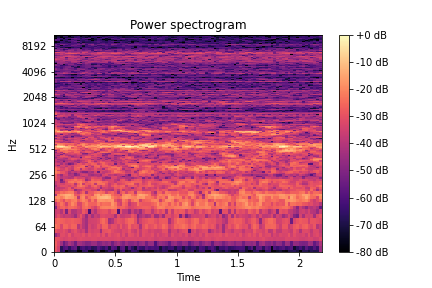 Power spectrogram
8192
4096
2048
1024
512
256
128
64
0
Hz
0
0.5
1
1.5
2
Time
+0 dB
-10 dB
-20 dB
-30 dB
-40 dB
-50 dB
-60 dB
-70 dB
-80 dB